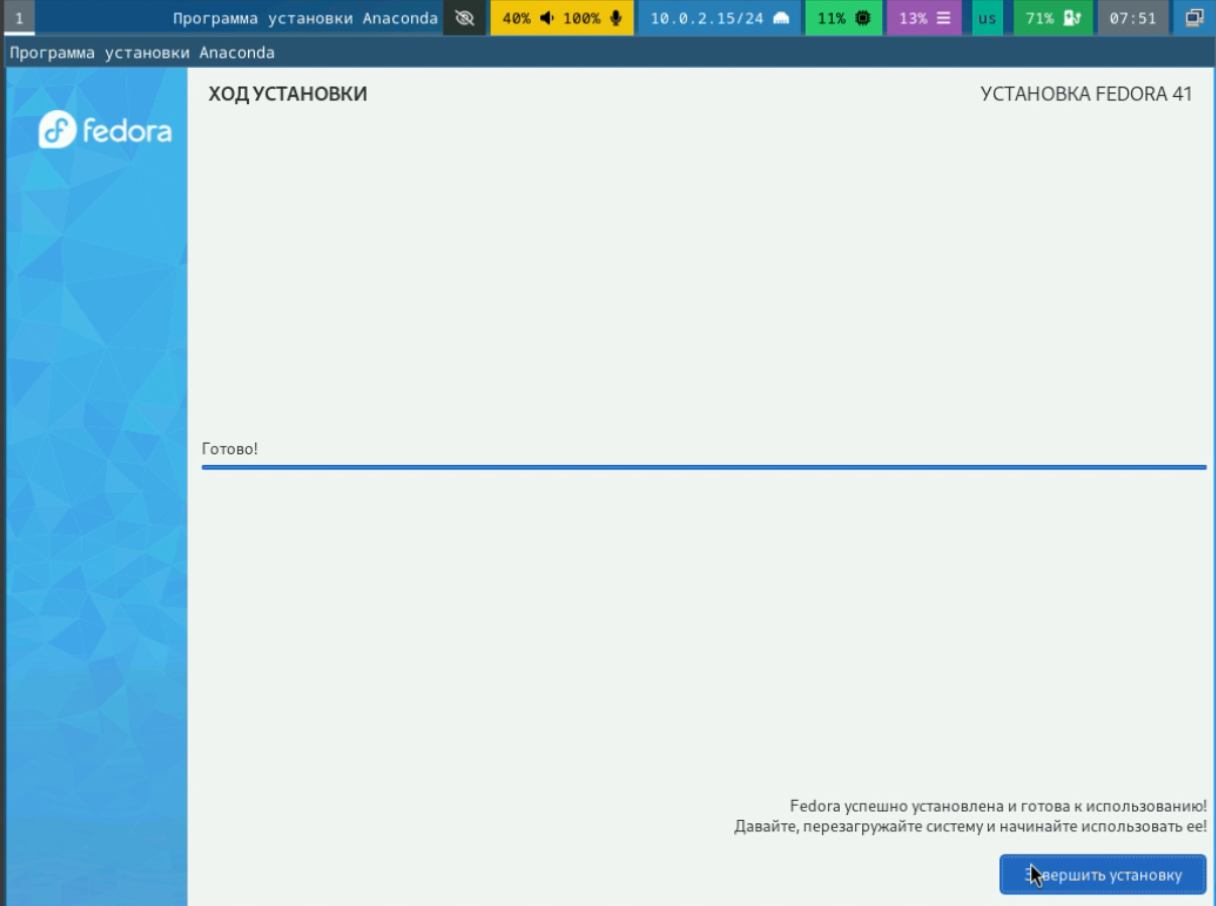 1 Программа установки Anaconda 40% 100% 10.0.2.15/24 11% 13% us 71% 07:51
Программа установки Anaconda
fedora
ХОД УСТАНОВКИ
УСТАНОВКА FEDORA 41
Готово!
Fedora успешно установлена и готова к использованию!
Давайте, перезагружайте систему и начинайте использовать ее!
Завершить установку